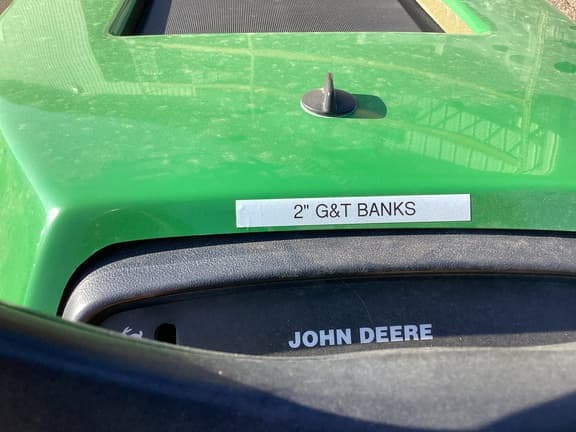 2" G&T BANKS
JOHN DEERE